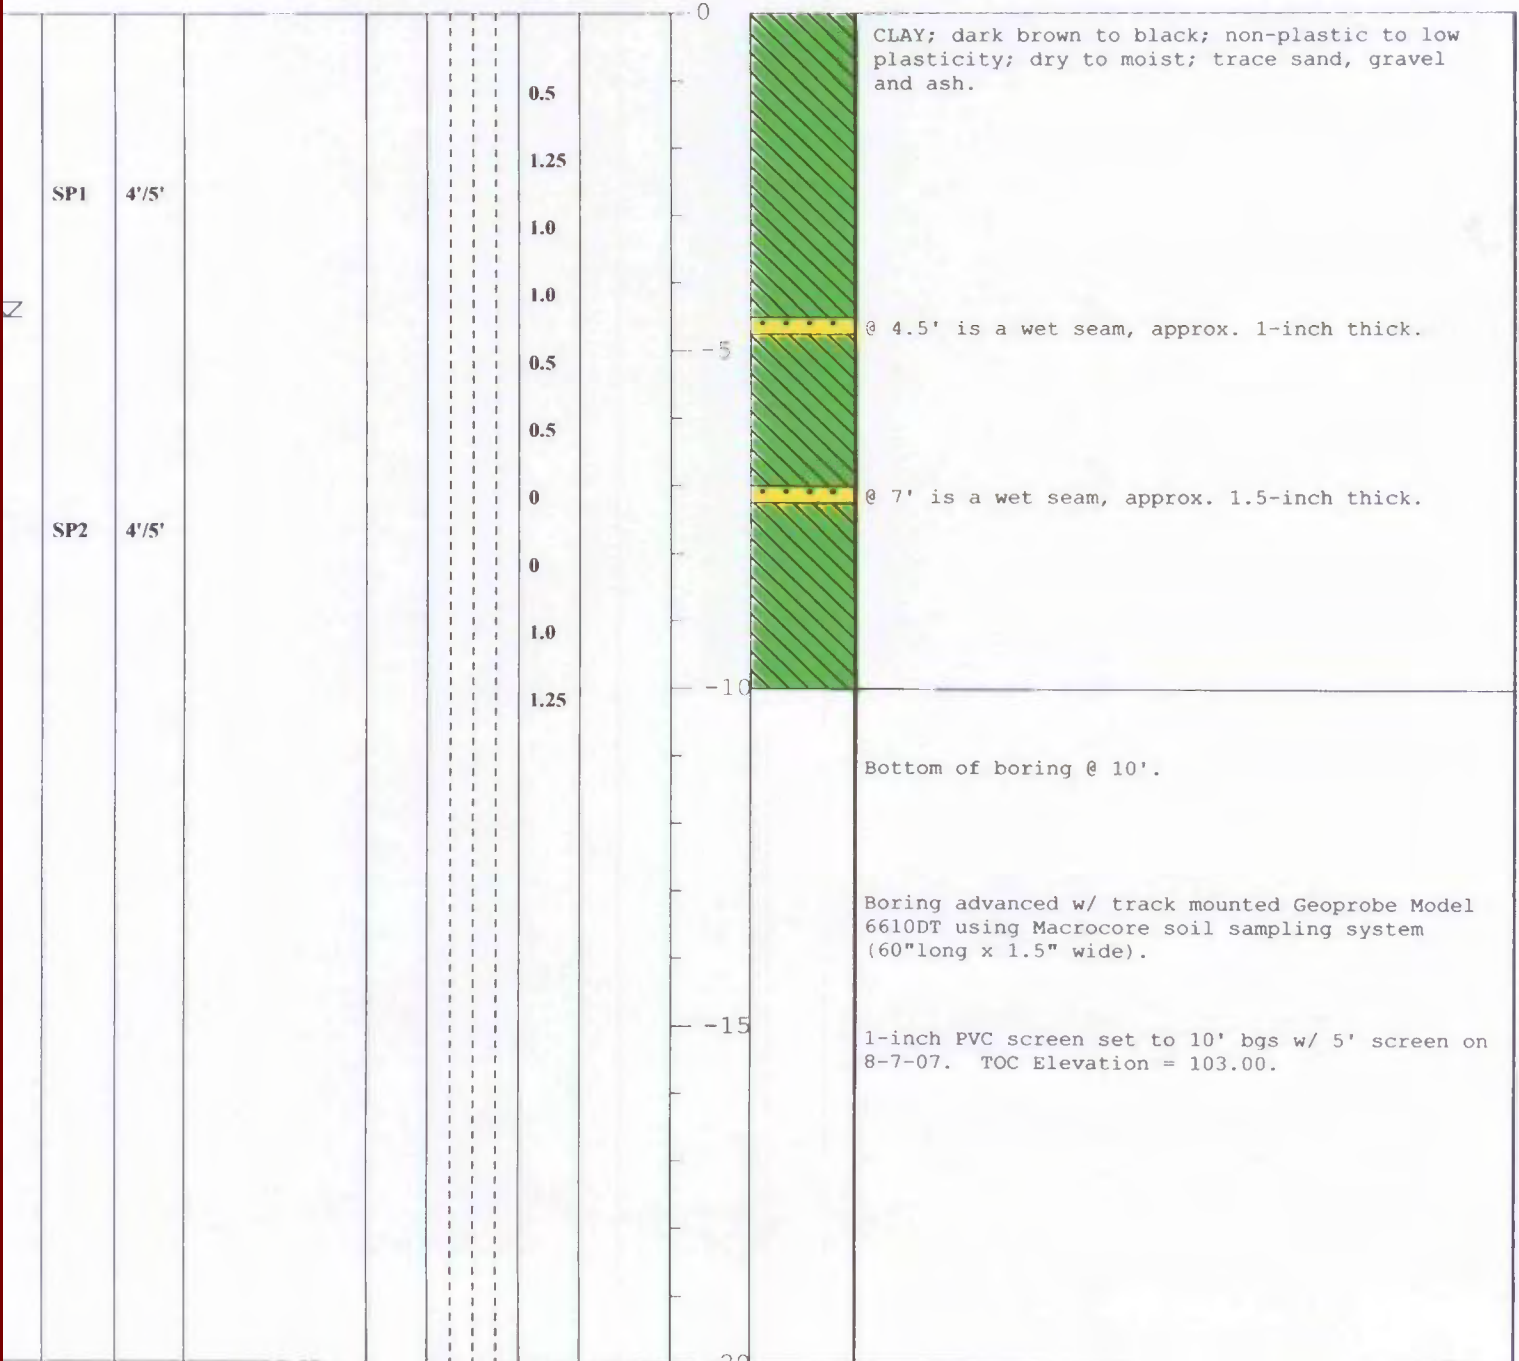 0
CLAY; dark brown to black; non-plastic to low
plasticity; dry to moist; trace sand, gravel
and ash.
0.5
1.25
SP1 4'/5'
1.0
1.0
@ 4.5' is a wet seam, approx. 1-inch thick.
-5
0.5
0.5
0
@ 7' is a wet seam, approx. 1.5-inch thick.
SP2 4'/5'
0
1.0
-10
1.25
Bottom of boring @ 10'.
Boring advanced w/ track mounted Geoprobe Model
6610DT using Macrocore soil sampling system
(60"long x 1.5" wide).
-15
1-inch PVC screen set to 10' bgs w/ 5' screen on
8-7-07. TOC Elevation = 103.00.